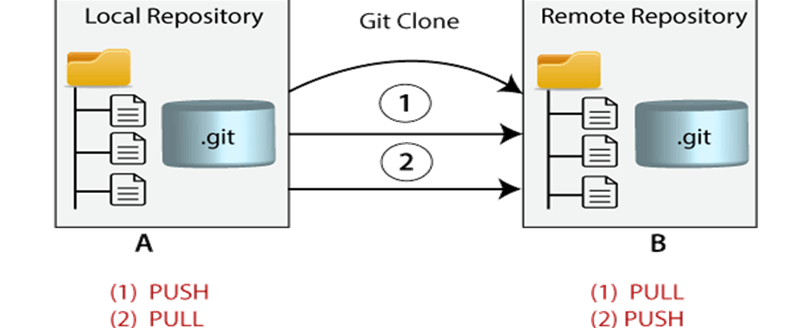 Local Repository
Git Clone
Remote Repository
1
.git
.git
2
A
B
(1) PUSH
(2) PULL
(1) PULL
(2) PUSH